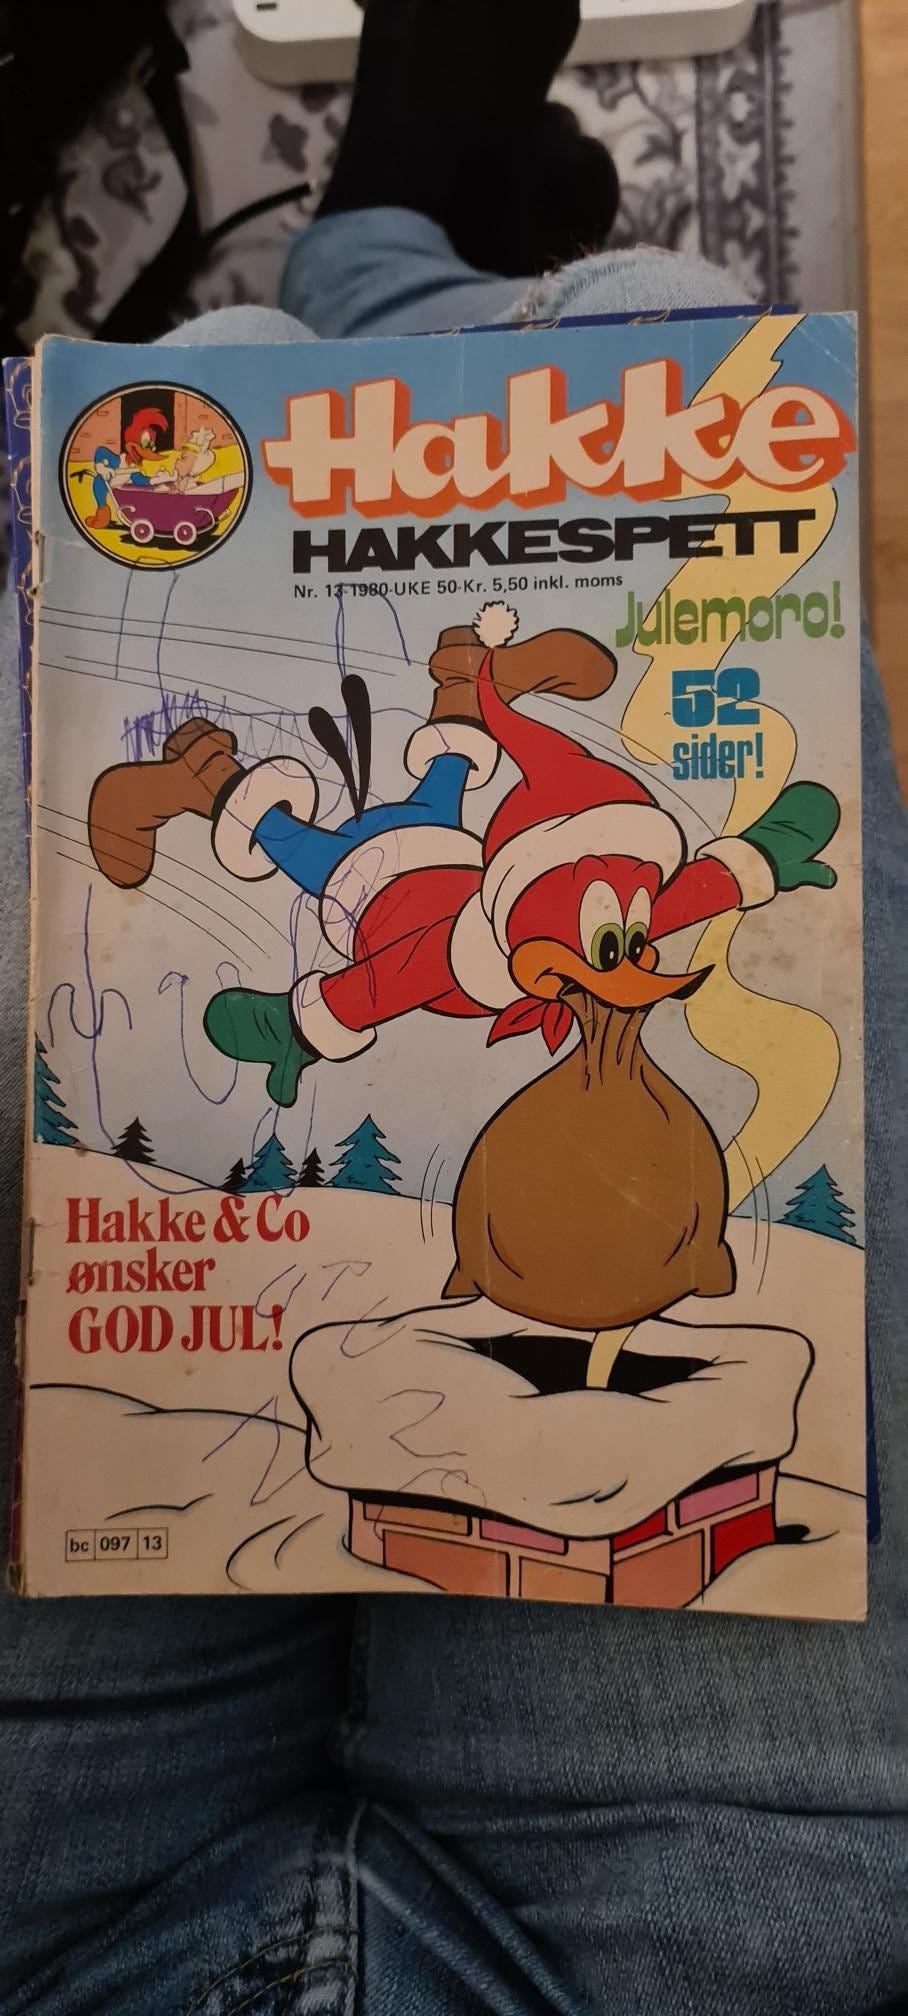 Hakke
HAKKESPETT
Nr. 13-1980-UKE 50-Kr. 5,50 inkl. moms
Julemoro!
52
sider!
Hakke & Co
ønsker
GOD JUL!
bc 097 13